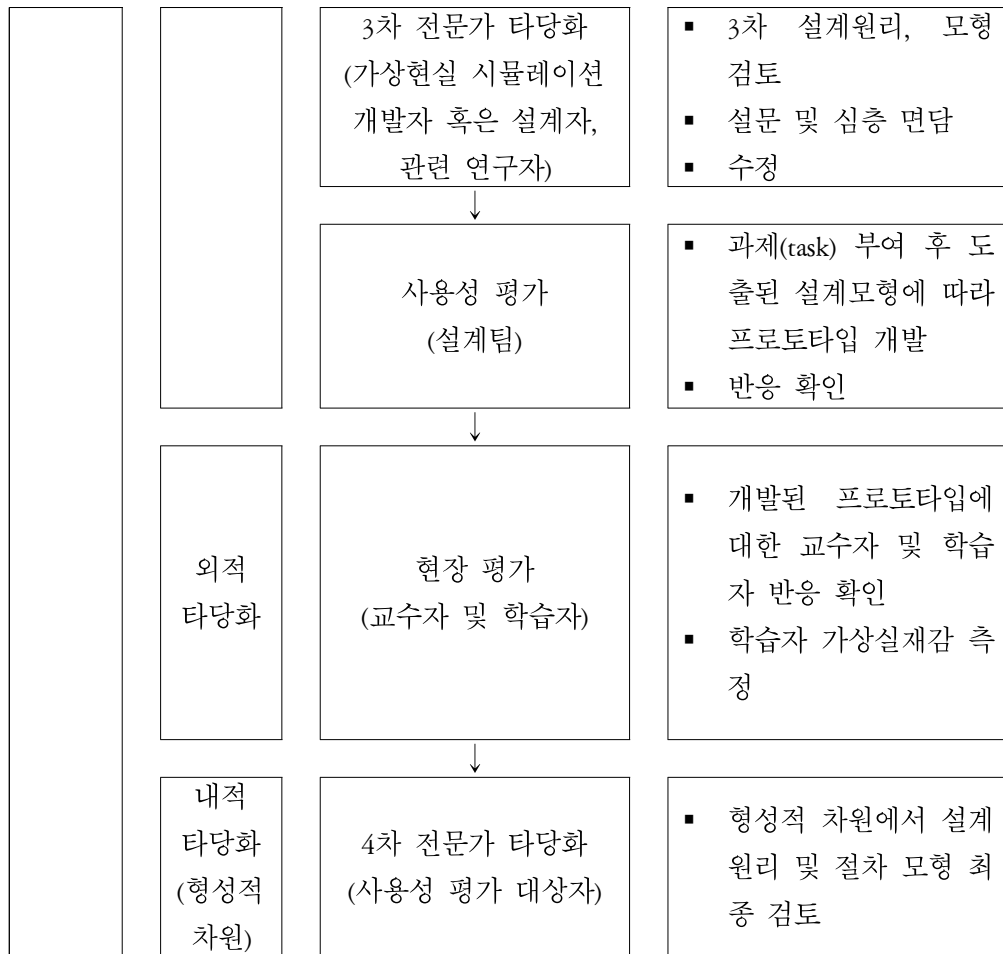 3차 전문가 타당화
(가상현실 시뮬레이션
개발자 혹은 설계자,
관련 연구자)
▪ 3차 설계원리, 모형
검토
▪ 설문 및 심층 면담
▪ 수정
↓
사용성 평가
(설계팀)
▪ 과제(task) 부여 후 도
출된 설계모형에 따라
프로토타입 개발
▪ 반응 확인
↓
외적
타당화
현장 평가
(교수자 및 학습자)
▪ 개발된 프로토타입에
대한 교수자 및 학습
자 반응 확인
▪ 학습자 가상실재감 측
정
↓
내적
타당화
(형성적
차원)
4차 전문가 타당화
(사용성 평가 대상자)
▪ 형성적 차원에서 설계
원리 및 절차 모형 최
종 검토